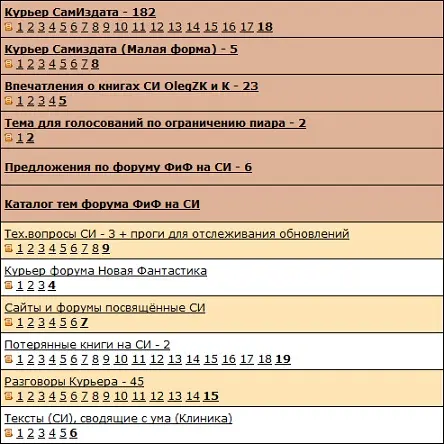 Курьер СамИздата - 182
1 2 3 4 5 6 7 8 9 10 11 12 13 14 15 16 17 18
Курьер Самиздата (Малая форма) - 5
1 2 3 4 5 6 7 8
Впечатления о книгах СИ OlegZK и К - 23
1 2 3 4 5
Тема для голосований по ограничению пиара - 2
1 2
Предложения по форуму ФиФ на СИ - 6
Каталог тем форума ФиФ на СИ
Тех.вопросы СИ - 3 + проги для отслеживания обновлений
1 2 3 4 5 6 7 8 9
Курьер форума Новая Фантастика
1 2 3 4
Сайты и форумы посвящённые СИ
1 2 3 4 5 6 7
Потерянные книги на СИ - 2
1 2 3 4 5 6 7 8 9 10 11 12 13 14 15 16 17 18 19
Разговоры Курьера - 45
1 2 3 4 5 6 7 8 9 10 11 12 13 14 15
Тексты (СИ), сводящие с ума (Клиника)
1 2 3 4 5 6